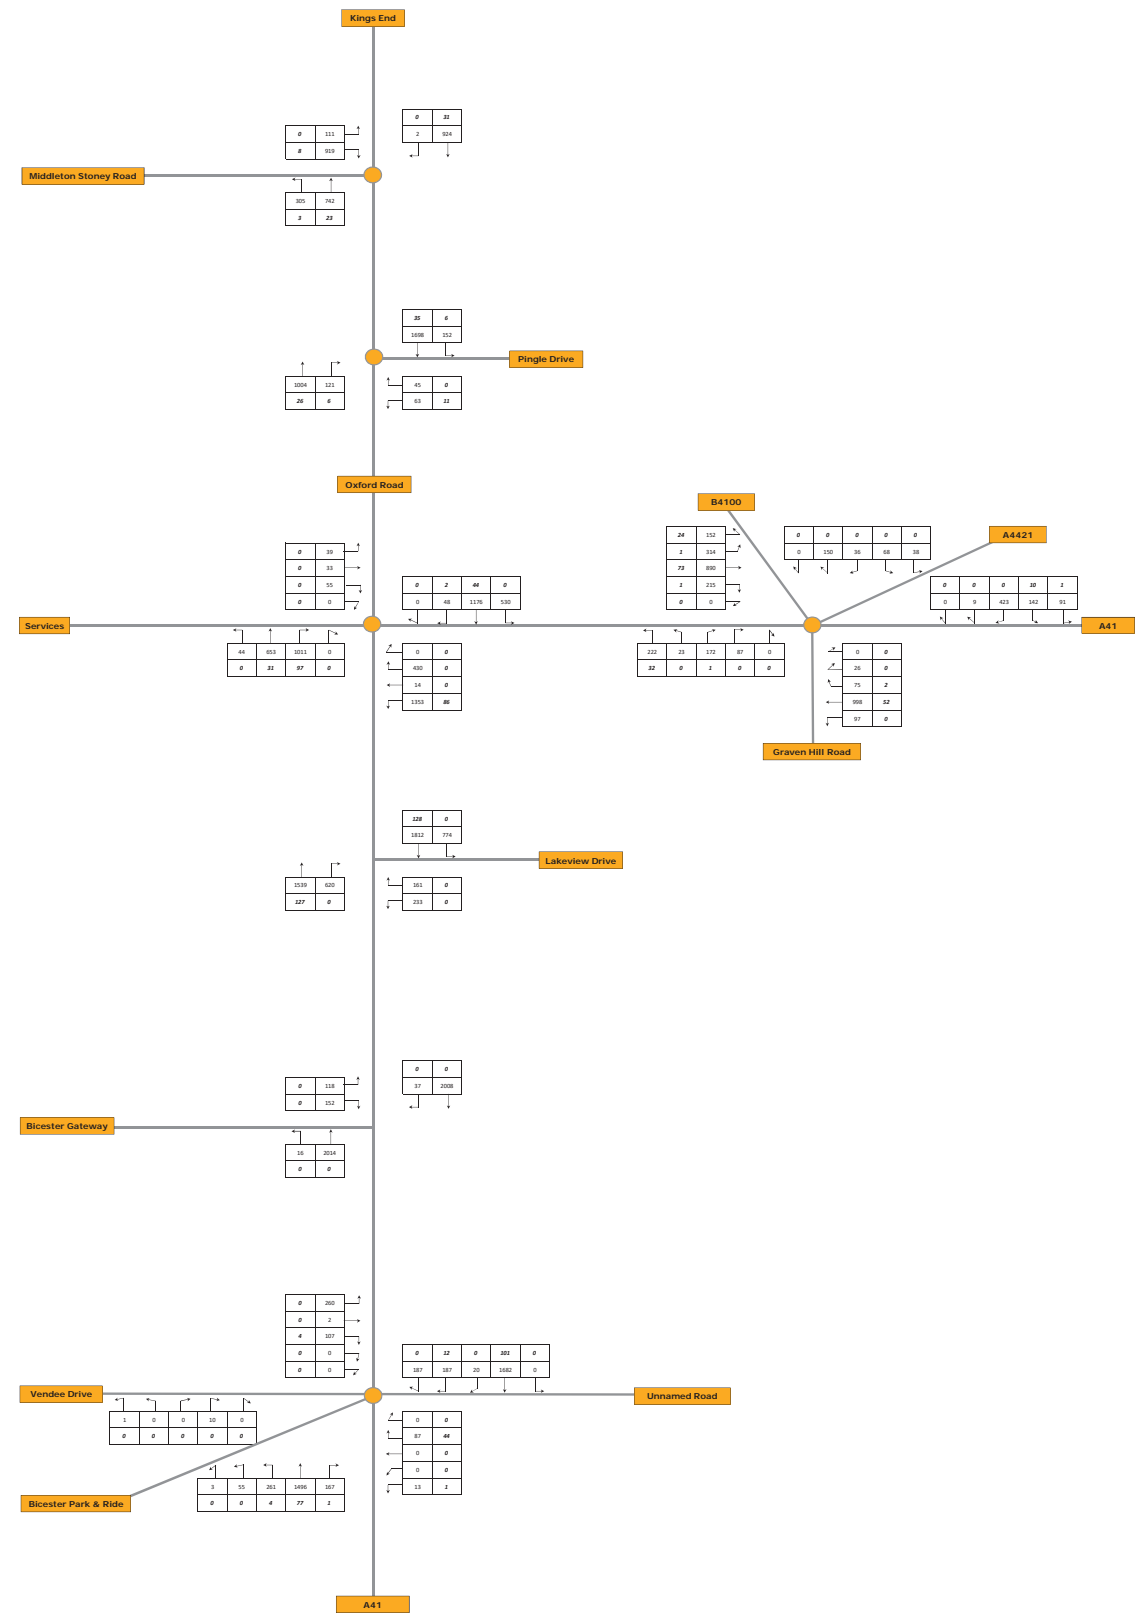 Kings End
0 31
2 924
0 111
8 919
Middleton Stoney Road
305 742
3 23
35 6
1698 152
Pingle Drive
1004 121
26 6
45 0
63 11
Oxford Road
B4100
A4421
24 152
1 314
73 890
1 215
0 0
0 0 0 0 0
0 150 36 68 38
0 39
0 33
0 55
0 0
0 2 44 0
0 48 1176 530
0 0 0 10 1
0 9 423 142 91
Services
A41
44 653 1011 0
0 31 97 0
0 0
430 0
14 0
1353 86
222 23 172 87 0
32 0 1 0 0
0 0
26 0
75 2
998 52
97 0
Graven Hill Road
128 0
1812 774
Lakeview Drive
1539 620
127 0
161 0
233 0
0 0
37 2008
0 118
0 152
Bicester Gateway
16 2014
0 0
0 260
0 2
4 107
0 0
0 0
0 12 0 101 0
187 187 20 1682 0
Vendee Drive
Unnamed Road
1 0 0 10 0
0 0 0 0 0
0 0
87 44
0 0
0 0
13 1
3 55 261 1496 167
0 0 4 77 1
Bicester Park & Ride
A41